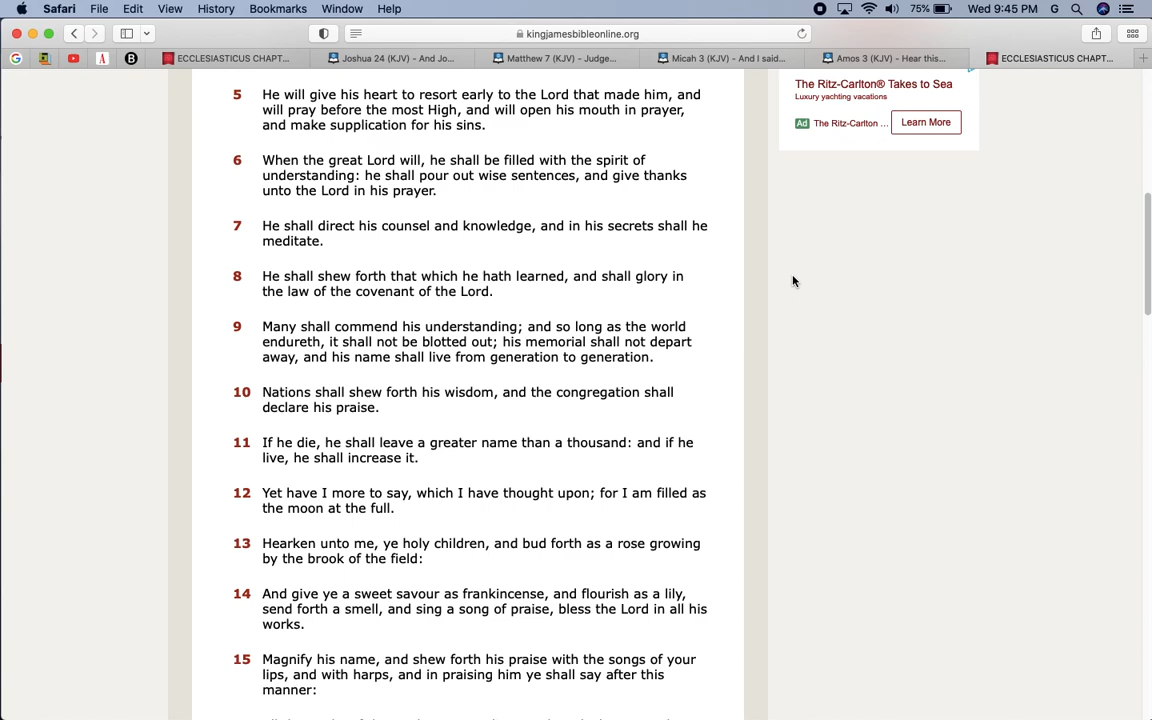 Safari File Edit View History Bookmarks Window Help 75% Wed 9:45 PM G
kingjamesbibleonline.org
G A B ECCLESIASTICUS CHAPT... Joshua 24 (KJV) - And Jo... Matthew 7 (KJV) - Judge... Micah 3 (KJV) - And I said... Amos 3 (KJV) - Hear this... ECCLESIASTICUS CHAPT...
5 He will give his heart to resort early to the Lord that made him, and
will pray before the most High, and will open his mouth in prayer,
and make supplication for his sins.
6 When the great Lord will, he shall be filled with the spirit of
understanding: he shall pour out wise sentences, and give thanks
unto the Lord in his prayer.
7 He shall direct his counsel and knowledge, and in his secrets shall he
meditate.
8 He shall shew forth that which he hath learned, and shall glory in
the law of the covenant of the Lord.
9 Many shall commend his understanding; and so long as the world
endureth, it shall not be blotted out; his memorial shall not depart
away, and his name shall live from generation to generation.
10 Nations shall shew forth his wisdom, and the congregation shall
declare his praise.
11 If he die, he shall leave a greater name than a thousand: and if he
live, he shall increase it.
12 Yet have I more to say, which I have thought upon; for I am filled as
the moon at the full.
13 Hearken unto me, ye holy children, and bud forth as a rose growing
by the brook of the field:
14 And give ye a sweet savour as frankincense, and flourish as a lily,
send forth a smell, and sing a song of praise, bless the Lord in all his
works.
15 Magnify his name, and shew forth his praise with the songs of your
lips, and with harps, and in praising him ye shall say after this
manner:
The Ritz-Carlton® Takes to Sea
Luxury yachting vacations
Ad The Ritz-Carlton ... Learn More